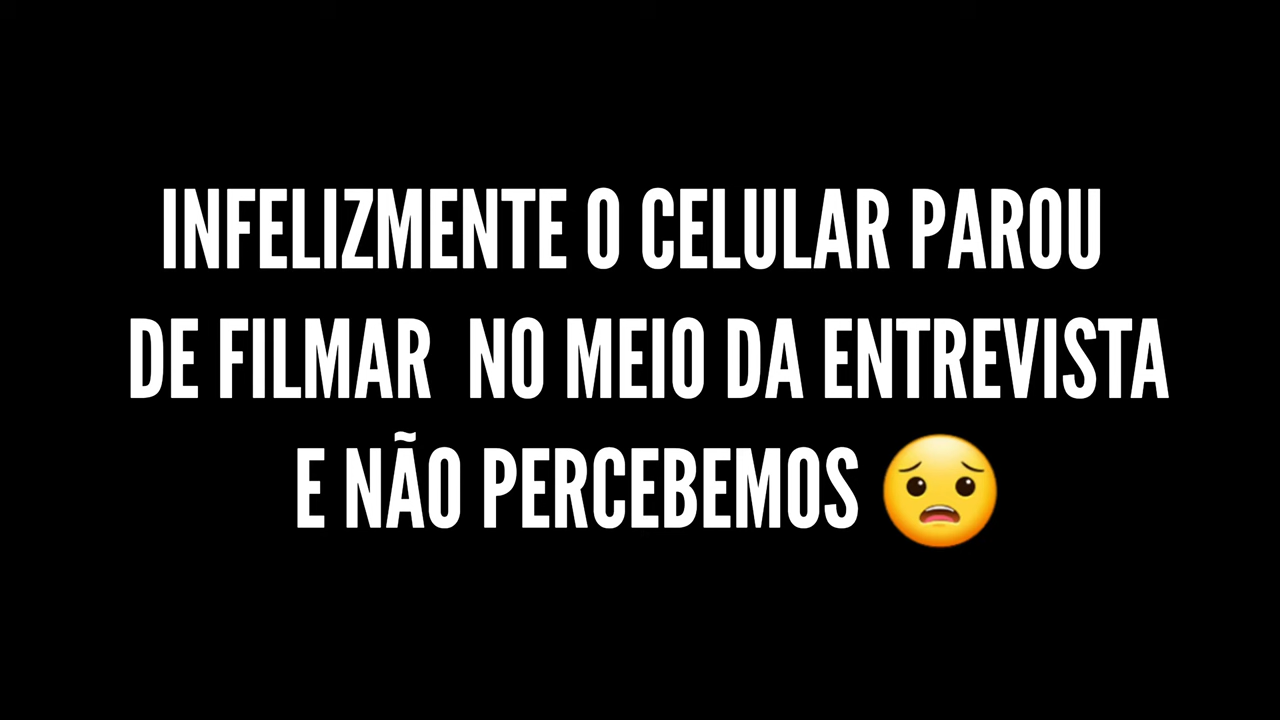 INFELIZMENTE O CELULAR PAROU
DE FILMAR  NO MEIO DA ENTREVISTA
E NÃO PERCEBEMOS 😟